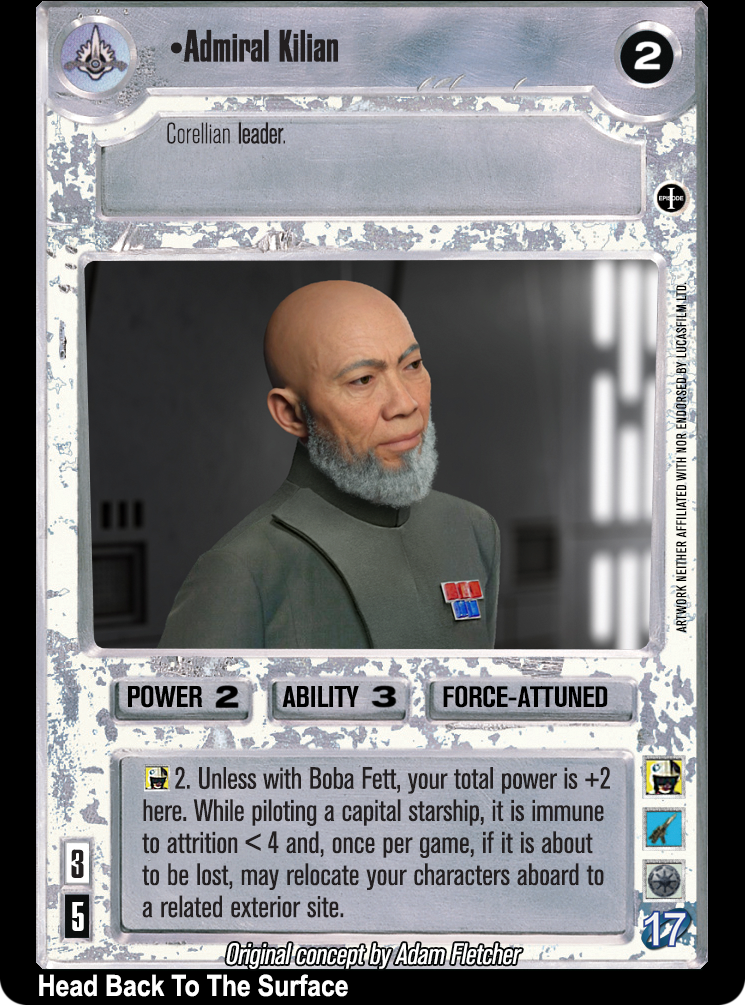 •Admiral Kilian
2
Corellian leader.
EPISODE I
ARTWORK NEITHER AFFILIATED WITH NOR ENDORSED BY LUCASFILM LTD.
POWER 2
ABILITY 3
FORCE-ATTUNED
2. Unless with Boba Fett, your total power is +2
here. While piloting a capital starship, it is immune
to attrition < 4 and, once per game, if it is about
to be lost, may relocate your characters aboard to
a related exterior site.
3
5
17
Original concept by Adam Fletcher
Head Back To The Surface